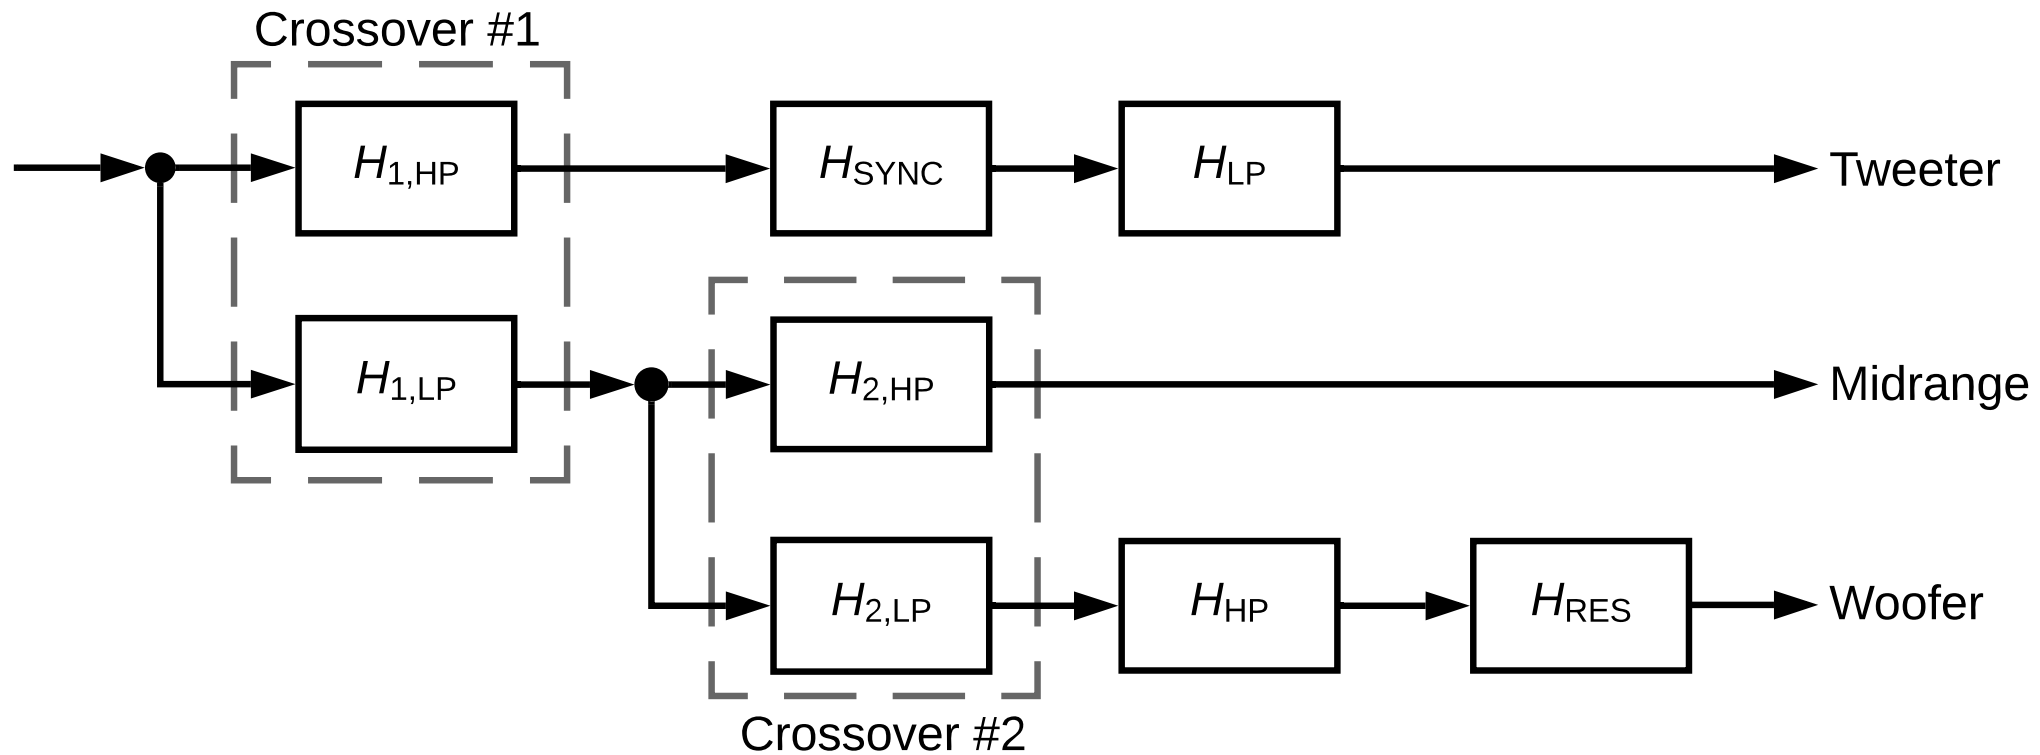 Crossover #1
H1,HP HSYNC HLP Tweeter
H1,LP H2,HP Midrange
H2,LP HHP HRES Woofer
Crossover #2